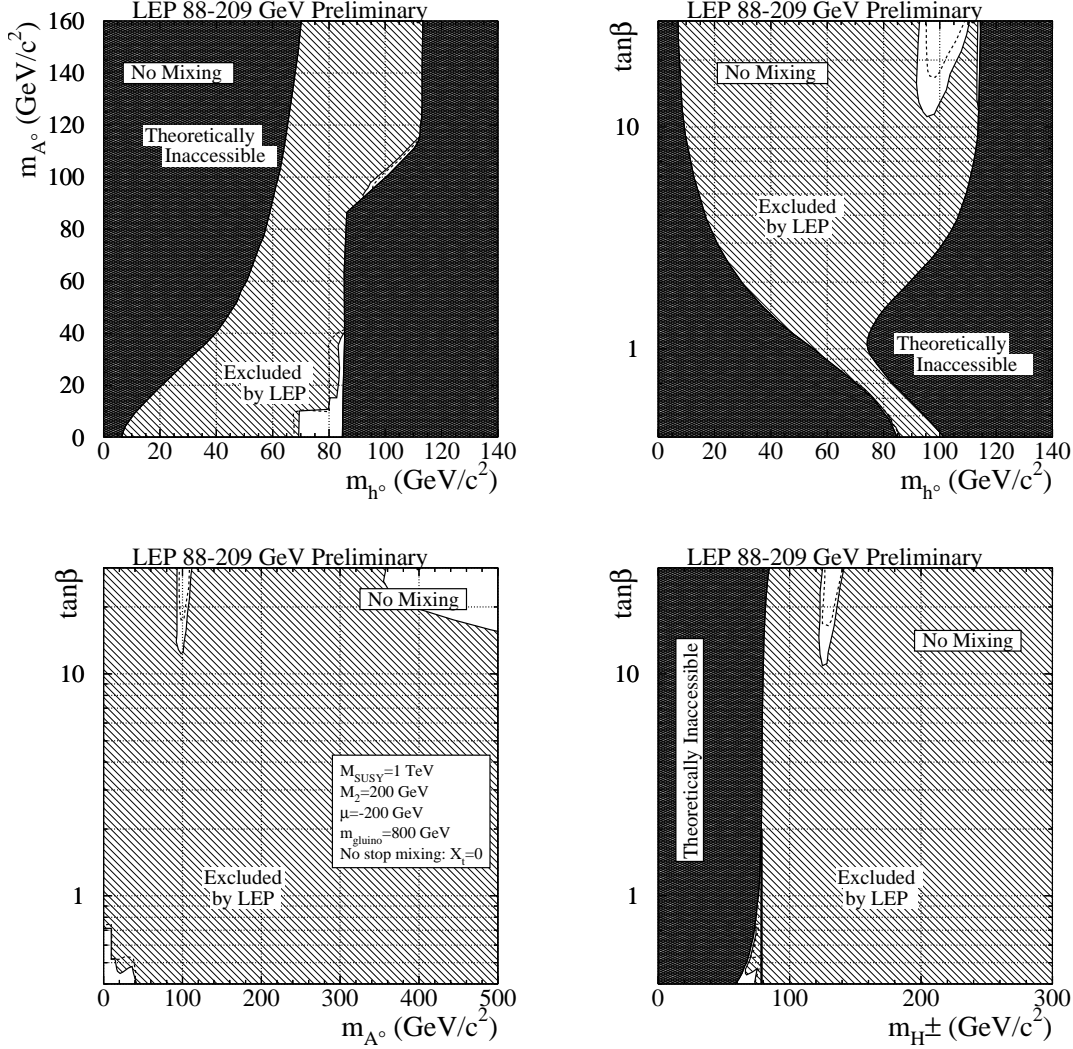 LEP 88-209 GeV Preliminary
m_A° (GeV/c²)
160
140
120
100
80
60
40
20
0
No Mixing
Theoretically
Inaccessible
Excluded
by LEP
0 20 40 60 80 100 120 140
m_h° (GeV/c²)
LEP 88-209 GeV Preliminary
tanβ
10
1
No Mixing
Excluded
by LEP
Theoretically
Inaccessible
0 20 40 60 80 100 120 140
m_h° (GeV/c²)
LEP 88-209 GeV Preliminary
tanβ
10
1
No Mixing
M_SUSY=1 TeV
M_2=200 GeV
μ=-200 GeV
m_gluino=800 GeV
No stop mixing: X_t=0
Excluded
by LEP
0 100 200 300 400 500
m_A° (GeV/c²)
LEP 88-209 GeV Preliminary
tanβ
10
1
No Mixing
Theoretically Inaccessible
Excluded
by LEP
0 100 200 300
m_H± (GeV/c²)